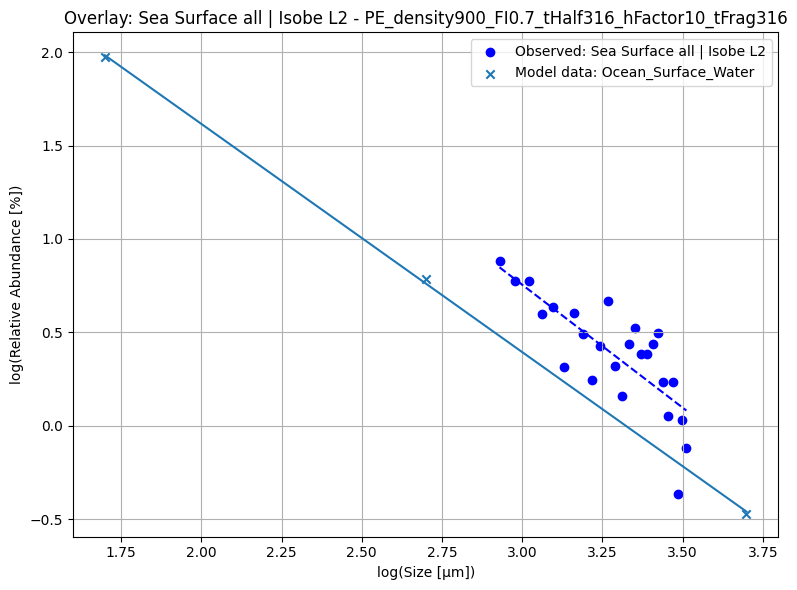 Overlay: Sea Surface all | Isobe L2 - PE_density900_FI0.7_tHalf316_hFactor10_tFrag316
Observed: Sea Surface all | Isobe L2
Model data: Ocean_Surface_Water
log(Relative Abundance [%])
2.0
1.5
1.0
0.5
0.0
−0.5
1.75 2.00 2.25 2.50 2.75 3.00 3.25 3.50 3.75
log(Size [μm])